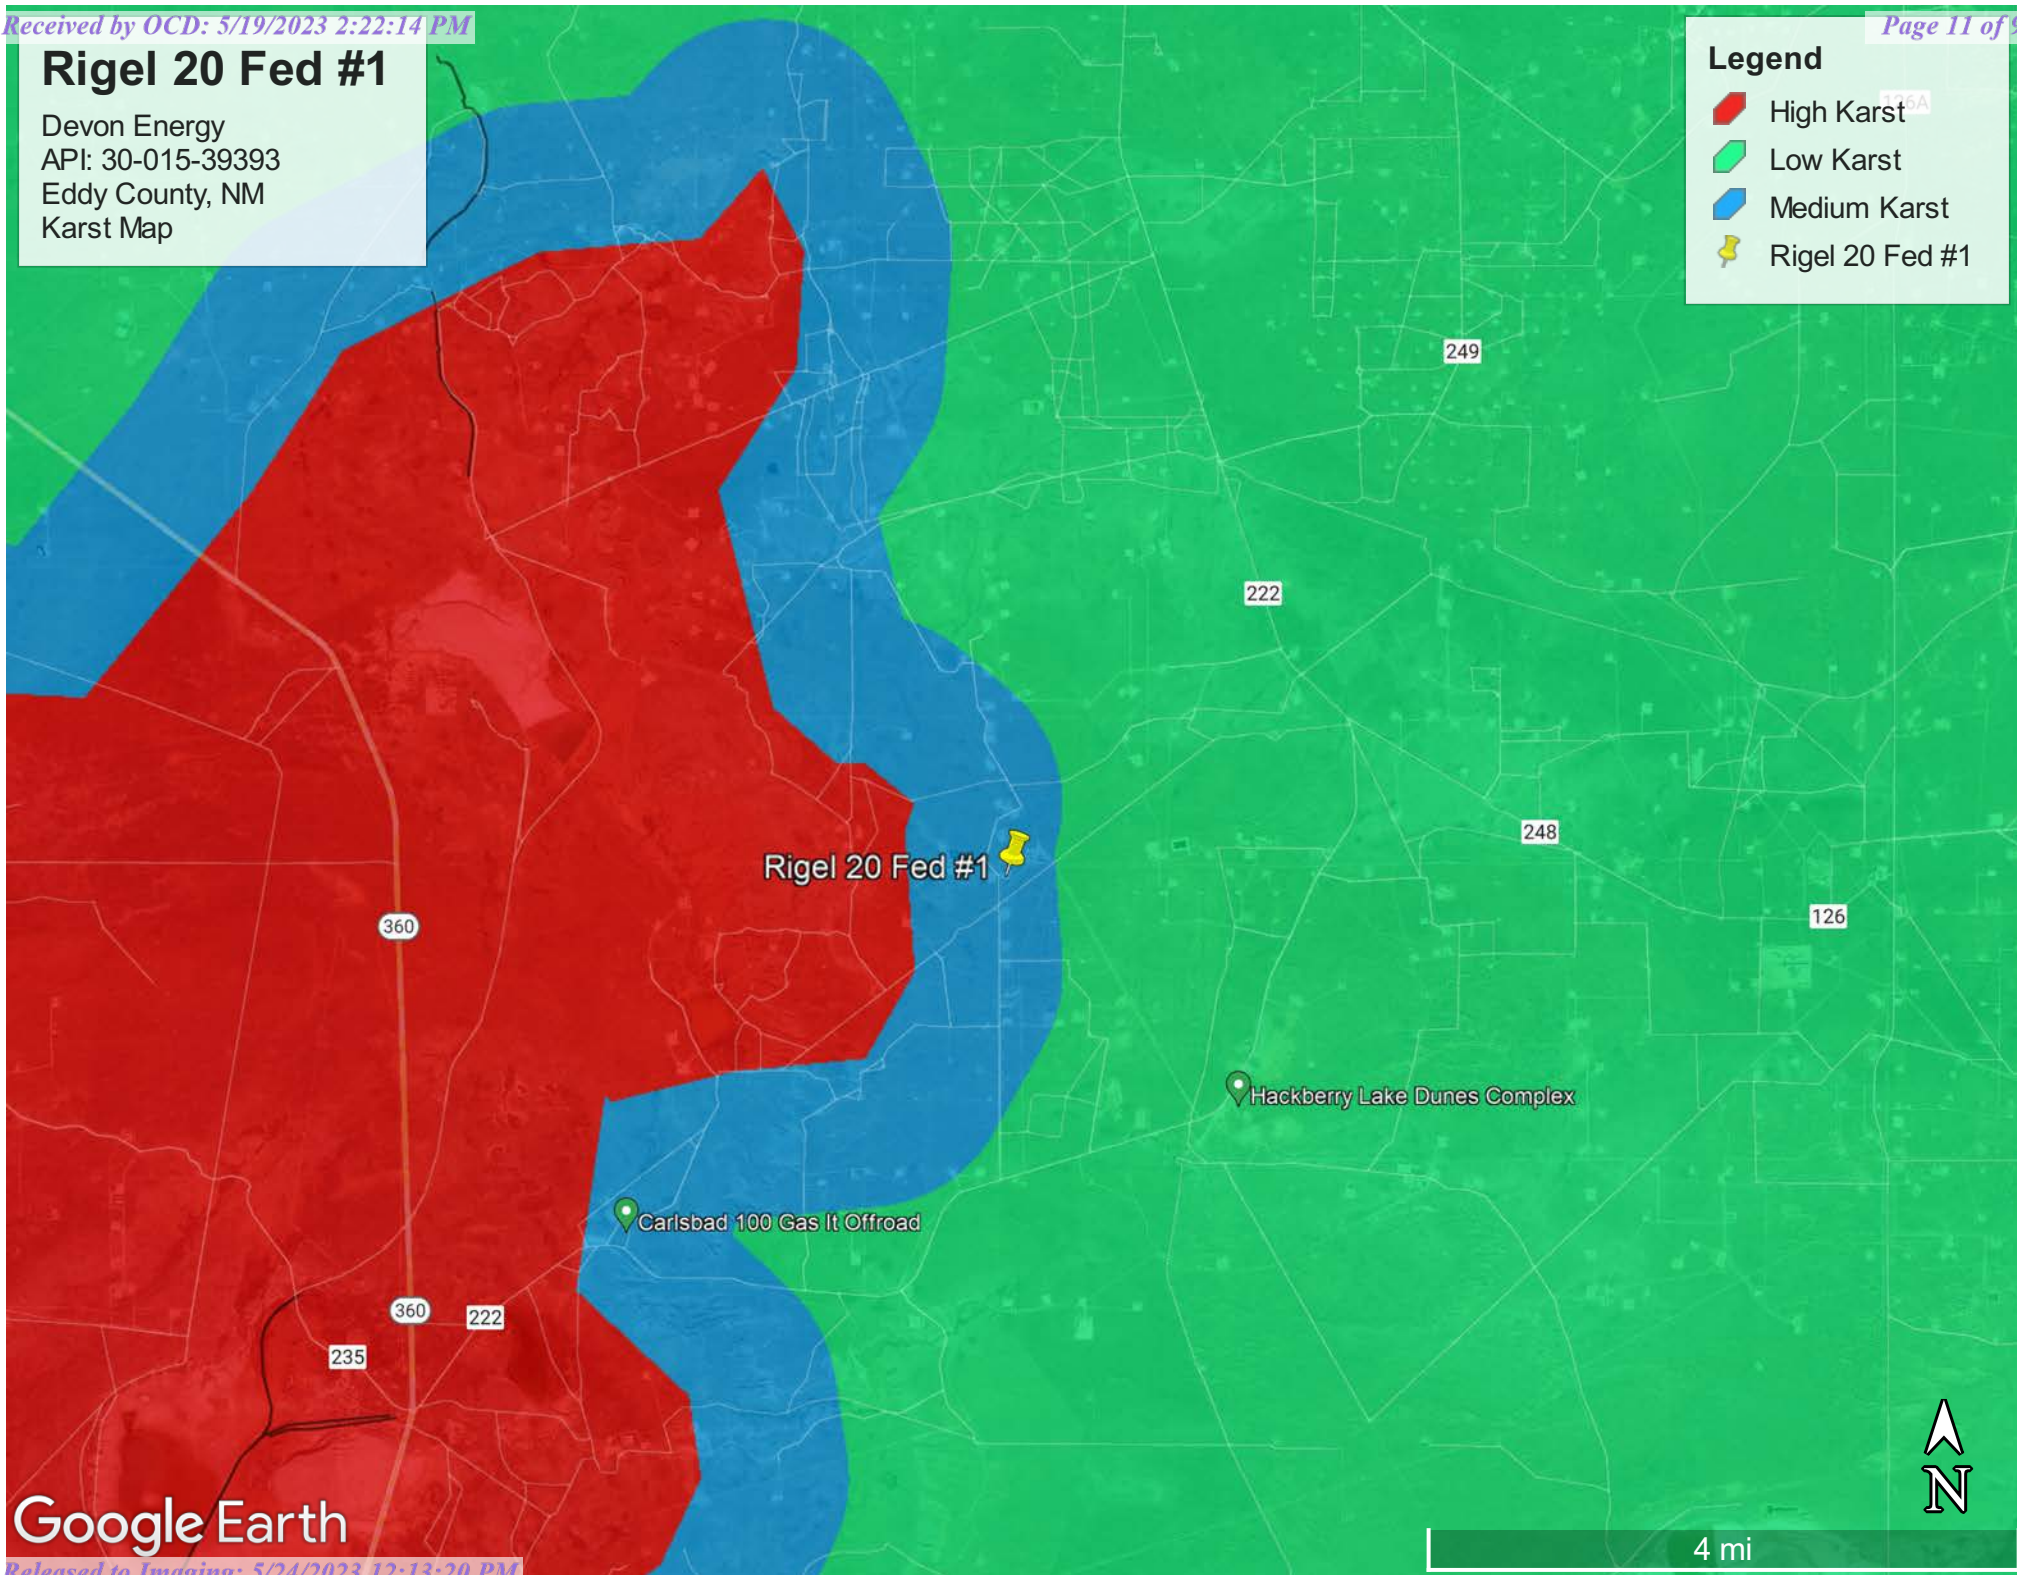 Received by OCD: 5/19/2023 2:22:14 PM
Page 11 of 9
Rigel 20 Fed #1
Devon Energy
API: 30-015-39393
Eddy County, NM
Karst Map
Legend
High Karst
126A
Low Karst
Medium Karst
Rigel 20 Fed #1
249
222
248
Rigel 20 Fed #1
126
360
Hackberry Lake Dunes Complex
Carlsbad 100 Gas It Offroad
360
222
235
N
Google Earth
4 mi
Released to Imaging: 5/24/2023 12:13:20 PM